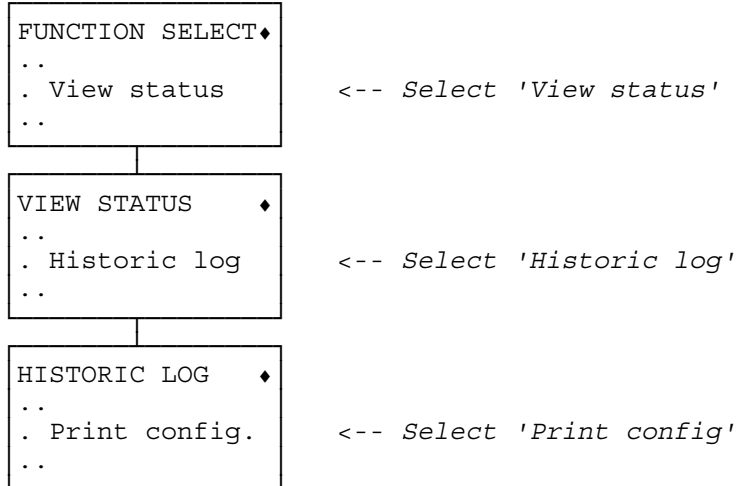 FUNCTION SELECT♦
..
. View status <-- Select 'View status'
..
VIEW STATUS ♦
..
. Historic log <-- Select 'Historic log'
..
HISTORIC LOG ♦
..
. Print config. <-- Select 'Print config'
..